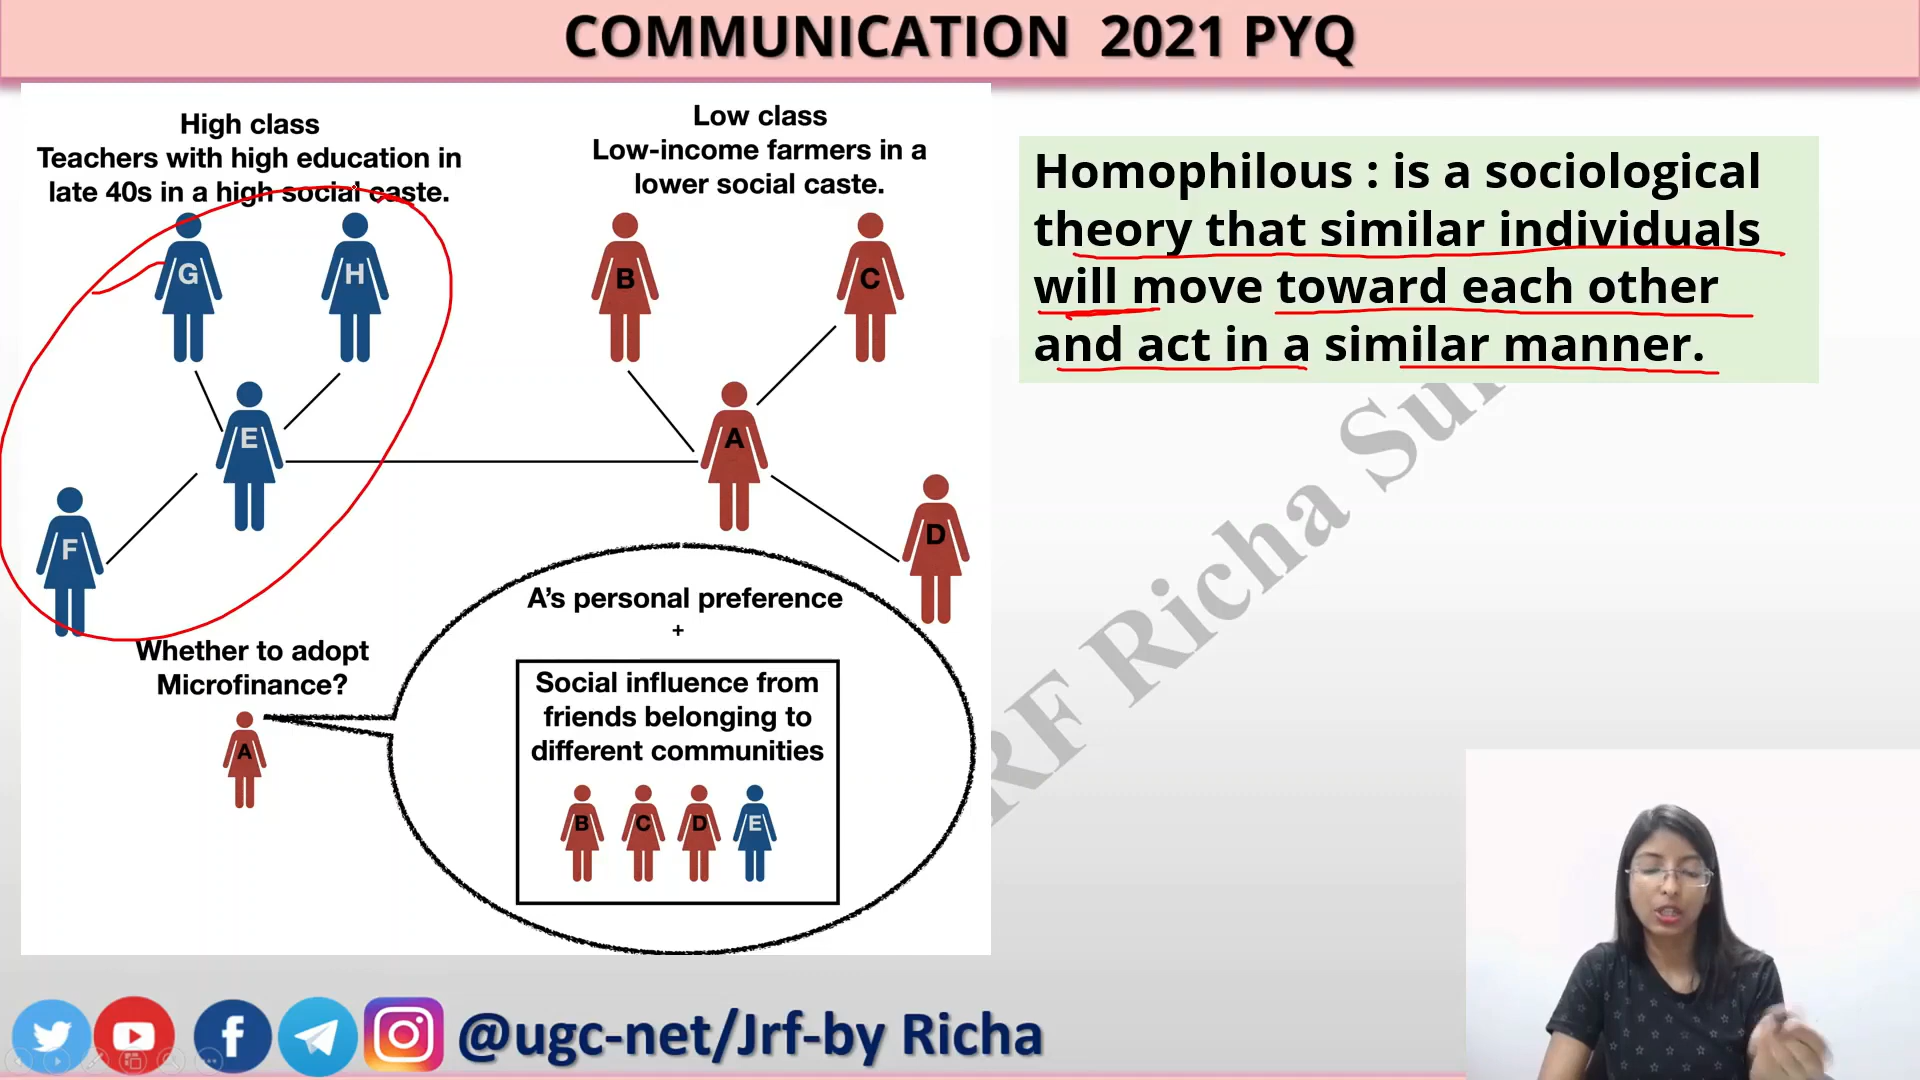 COMMUNICATION 2021 PYQ
High class
Teachers with high education in
late 40s in a high social caste.
Low class
Low-income farmers in a
lower social caste.
G
H
B
C
E
A
F
D
Homophilous : is a sociological
theory that similar individuals
will move toward each other
and act in a similar manner.
Whether to adopt
Microfinance?
A
A's personal preference
+
Social influence from
friends belonging to
different communities
B C D E
RF Richa Su
@ugc-net/Jrf-by Richa